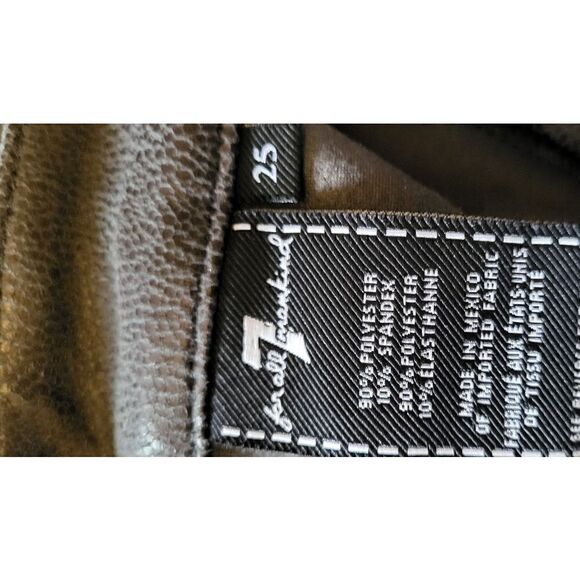 25
7
for all mankind
90% POLYESTER
10% SPANDEX
90% POLYESTER
10% ELASTHANNE
MADE IN MEXICO
OF IMPORTED FABRIC
FABRIQUÉ AUX ÉTATS-UNIS
DE TISSU IMPORTÉ